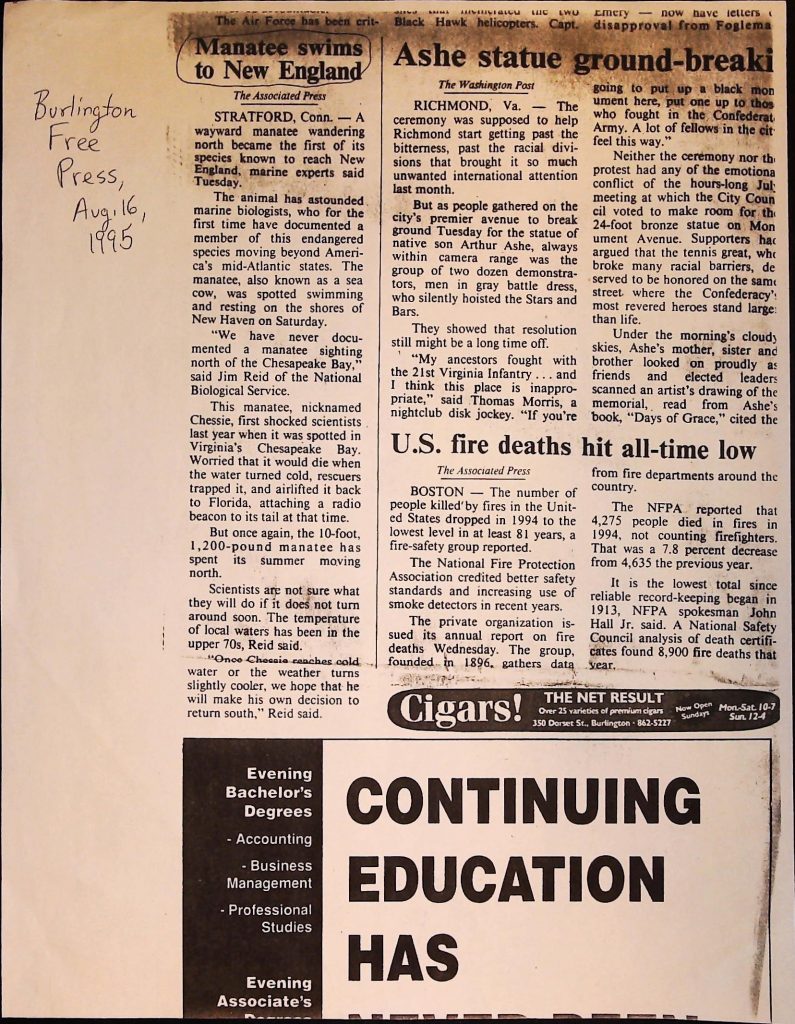 The Air Force has been crit-
Black Hawk helicopters. Capt.
Emery — now have letters
disapproval from Foglema
Burlington
Free
Press,
Aug. 16,
1995
Manatee swims
to New England
The Associated Press
STRATFORD, Conn. — A
wayward manatee wandering
north became the first of its
species known to reach New
England, marine experts said
Tuesday.
The animal has astounded
marine biologists, who for the
first time have documented a
member of this endangered
species moving beyond Ameri-
ca's mid-Atlantic states. The
manatee, also known as a sea
cow, was spotted swimming
and resting on the shores of
New Haven on Saturday.
"We have never docu-
mented a manatee sighting
north of the Chesapeake Bay,"
said Jim Reid of the National
Biological Service.
This manatee, nicknamed
Chessie, first shocked scientists
last year when it was spotted in
Virginia's Chesapeake Bay.
Worried that it would die when
the water turned cold, rescuers
trapped it, and airlifted it back
to Florida, attaching a radio
beacon to its tail at that time.
But once again, the 10-foot,
1,200-pound manatee has
spent its summer moving
north.
Scientists are not sure what
they will do if it does not turn
around soon. The temperature
of local waters has been in the
upper 70s, Reid said.
"Once Chessie reaches cold
water or the weather turns
slightly cooler, we hope that he
will make his own decision to
return south," Reid said.
Ashe statue ground-breaki
The Washington Post
RICHMOND, Va. — The
ceremony was supposed to help
Richmond start getting past the
bitterness, past the racial divi-
sions that brought it so much
unwanted international attention
last month.
But as people gathered on the
city's premier avenue to break
ground Tuesday for the statue of
native son Arthur Ashe, always
within camera range was the
group of two dozen demonstra-
tors, men in gray battle dress,
who silently hoisted the Stars and
Bars.
They showed that resolution
still might be a long time off.
"My ancestors fought with
the 21st Virginia Infantry . . . and
I think this place is inappro-
priate," said Thomas Morris, a
nightclub disk jockey. "If you're
going to put up a black mon
ument here, put one up to thos
who fought in the Confederat
Army. A lot of fellows in the cit
feel this way."
Neither the ceremony nor th
protest had any of the emotiona
conflict of the hours-long Jul
meeting at which the City Coun
cil voted to make room for th
24-foot bronze statue on Mon
ument Avenue. Supporters had
argued that the tennis great, who
broke many racial barriers, de
served to be honored on the same
street where the Confederacy's
most revered heroes stand large
than life.
Under the morning's cloudy
skies, Ashe's mother, sister and
brother looked on proudly as
friends and elected leaders
scanned an artist's drawing of the
memorial, read from Ashe's
book, "Days of Grace," cited the
U.S. fire deaths hit all-time low
The Associated Press
BOSTON — The number of
people killed by fires in the Unit-
ed States dropped in 1994 to the
lowest level in at least 81 years, a
fire-safety group reported.
The National Fire Protection
Association credited better safety
standards and increasing use of
smoke detectors in recent years.
The private organization is-
sued its annual report on fire
deaths Wednesday. The group,
founded in 1896, gathers data
from fire departments around the
country.
The NFPA reported that
4,275 people died in fires in
1994, not counting firefighters.
That was a 7.8 percent decrease
from 4,635 the previous year.
It is the lowest total since
reliable record-keeping began in
1913, NFPA spokesman John
Hall Jr. said. A National Safety
Council analysis of death certifi-
cates found 8,900 fire deaths that
year.
Cigars!
THE NET RESULT
Over 25 varieties of premium cigars
350 Dorset St., Burlington · 862-5227
Now Open
Sundays
Mon-Sat. 10-7
Sun. 12-4
Evening
Bachelor's
Degrees
- Accounting
- Business
Management
- Professional
Studies
Evening
Associate's
Degrees
CONTINUING
EDUCATION
HAS
NEVER BEEN